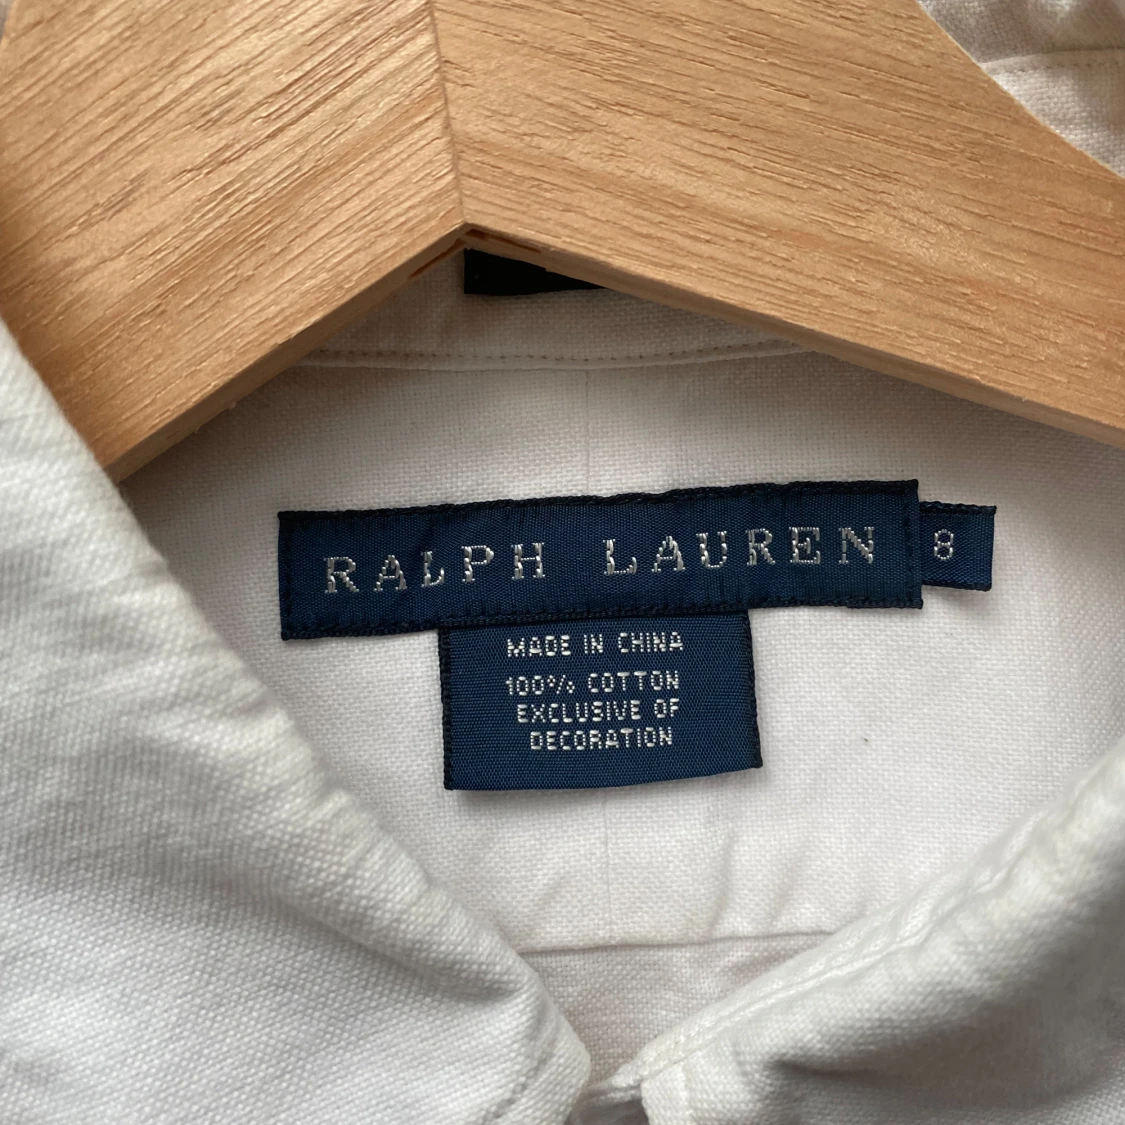 RALPH LAUREN
8
MADE IN CHINA
100% COTTON
EXCLUSIVE OF
DECORATION